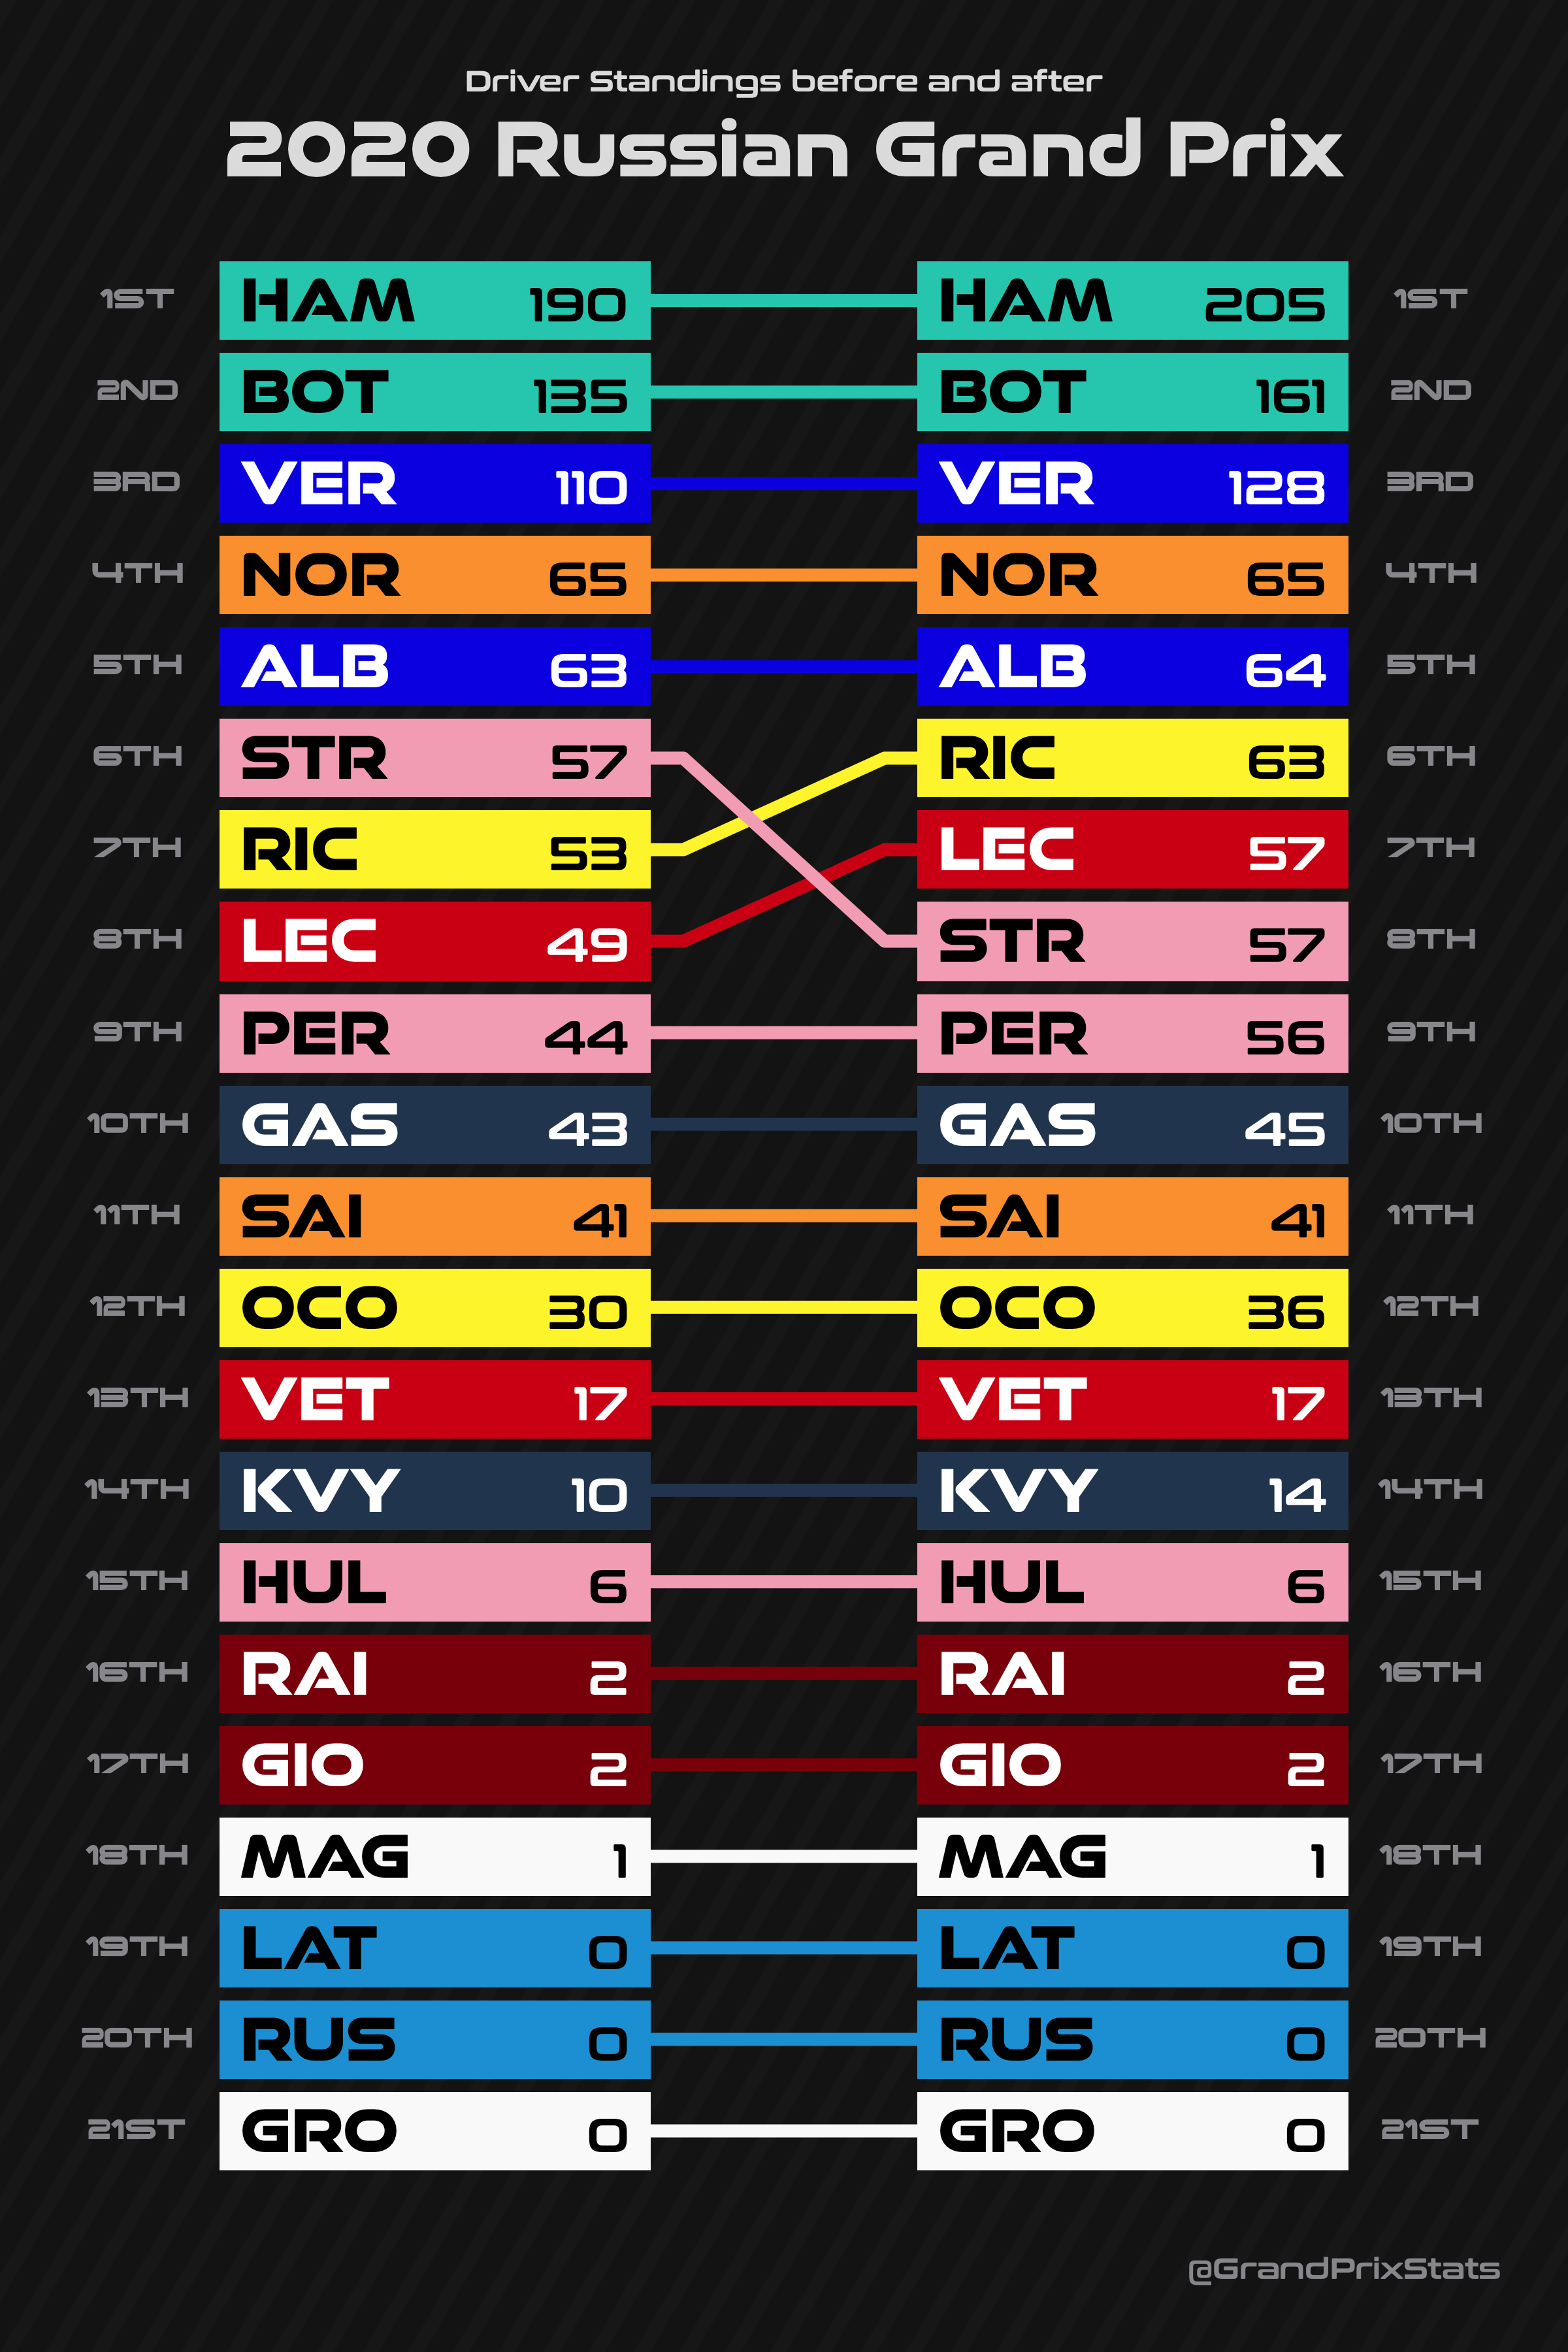 Driver Standings before and after
2020 Russian Grand Prix
1ST HAM 190 HAM 205 1ST
2ND BOT 135 BOT 161 2ND
3RD VER 110 VER 128 3RD
4TH NOR 65 NOR 65 4TH
5TH ALB 63 ALB 64 5TH
6TH STR 57 RIC 63 6TH
7TH RIC 53 LEC 57 7TH
8TH LEC 49 STR 57 8TH
9TH PER 44 PER 56 9TH
10TH GAS 43 GAS 45 10TH
11TH SAI 41 SAI 41 11TH
12TH OCO 30 OCO 36 12TH
13TH VET 17 VET 17 13TH
14TH KVY 10 KVY 14 14TH
15TH HUL 6 HUL 6 15TH
16TH RAI 2 RAI 2 16TH
17TH GIO 2 GIO 2 17TH
18TH MAG 1 MAG 1 18TH
19TH LAT 0 LAT 0 19TH
20TH RUS 0 RUS 0 20TH
21ST GRO 0 GRO 0 21ST
@GrandPrixStats